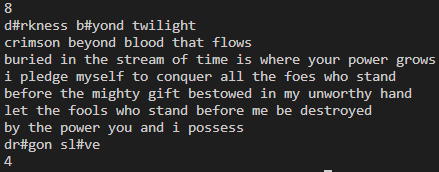 8
d#rkness b#yond twilight
crimson beyond blood that flows
buried in the stream of time is where your power grows
i pledge myself to conquer all the foes who stand
before the mighty gift bestowed in my unworthy hand
let the fools who stand before me be destroyed
by the power you and i possess
dr#gon sl#ve
4